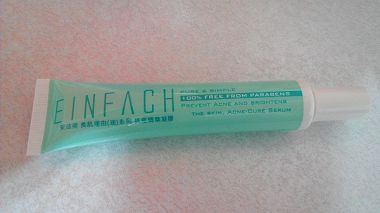 EINFACH
PURE & SIMPLE
100% FREE FROM PARABENS
PREVENT ACNE AND BRIGHTENS
THE SKIN, ACNE-CURE SERUM